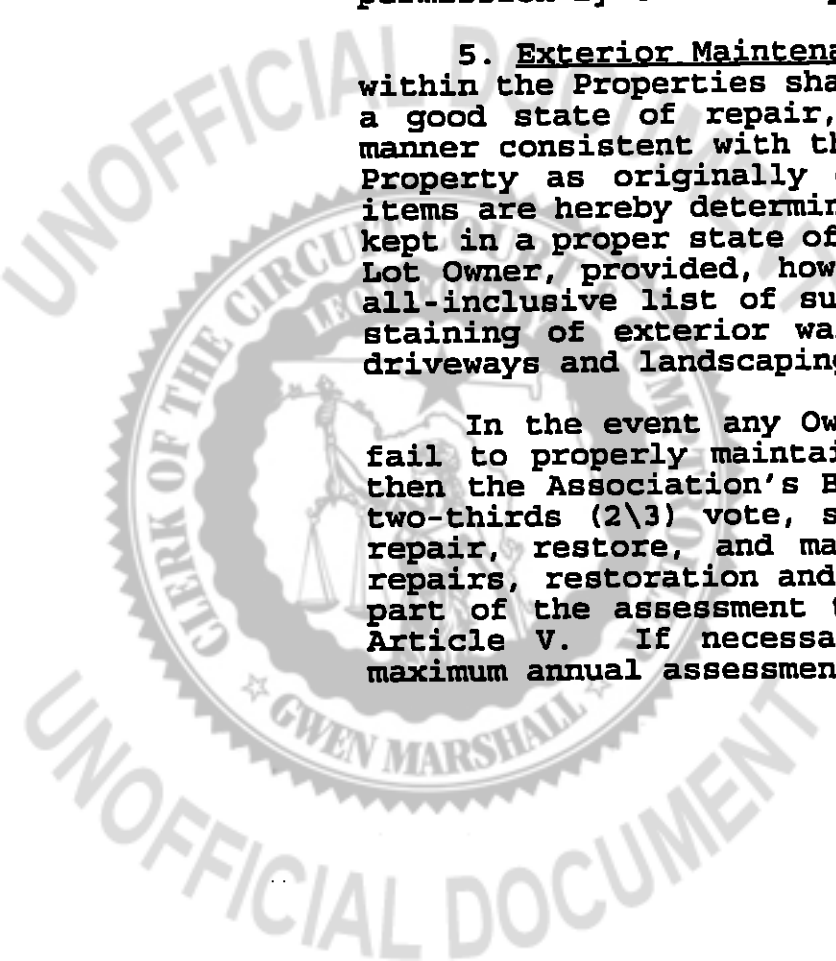 5. Exterior Maintena
within the Properties sha
a good state of repair,
manner consistent with th
Property as originally
items are hereby determin
kept in a proper state of
Lot Owner, provided, how
all-inclusive list of su
staining of exterior wa
driveways and landscaping
In the event any Ow
fail to properly maintai
then the Association's B
two-thirds (2\3) vote, s
repair, restore, and ma
repairs, restoration and
part of the assessment t
Article V. If necessa
maximum annual assessmen
UNOFFICIAL DOCUMENT
CLERK OF THE CIRCUIT COURT
GWEN MARSHALL
UNOFFICIAL DOCUMENT